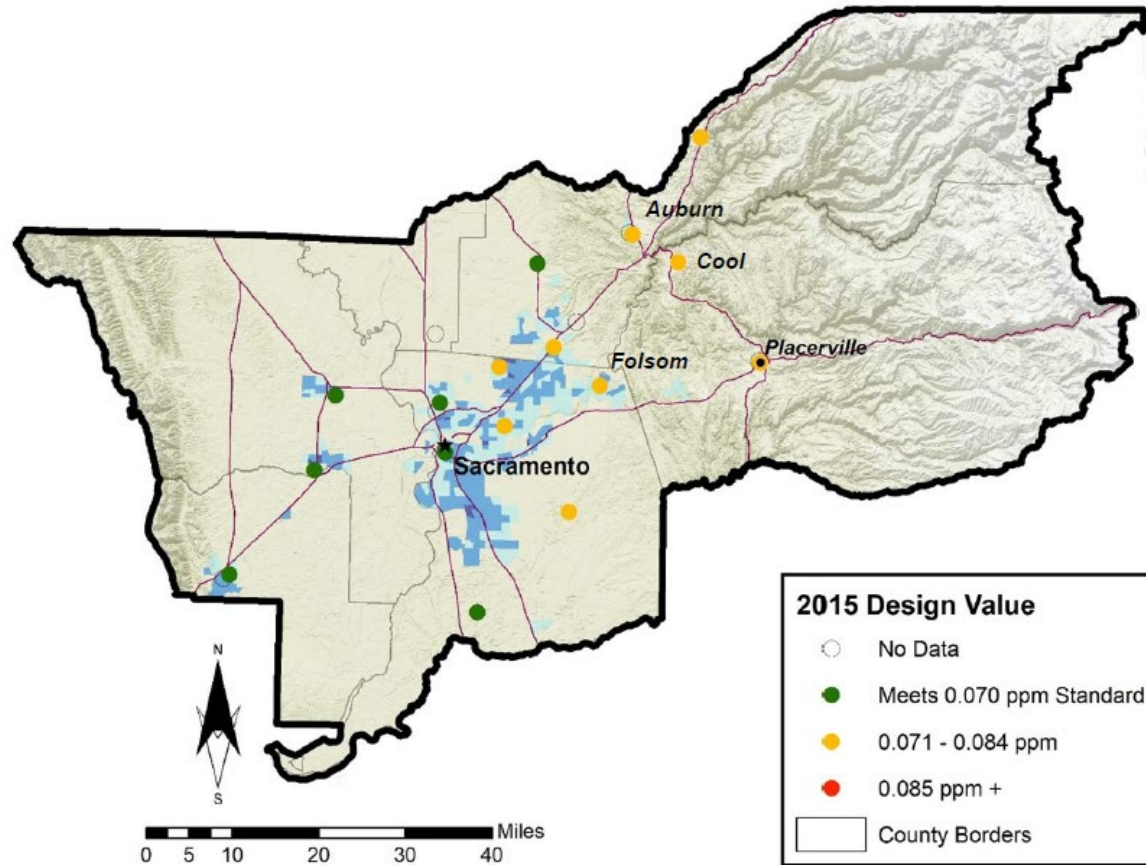 Auburn
Cool
Placerville
Folsom
Sacramento
2015 Design Value
No Data
Meets 0.070 ppm Standard
0.071 - 0.084 ppm
0.085 ppm +
County Borders
N
S
Miles
0 5 10 20 30 40